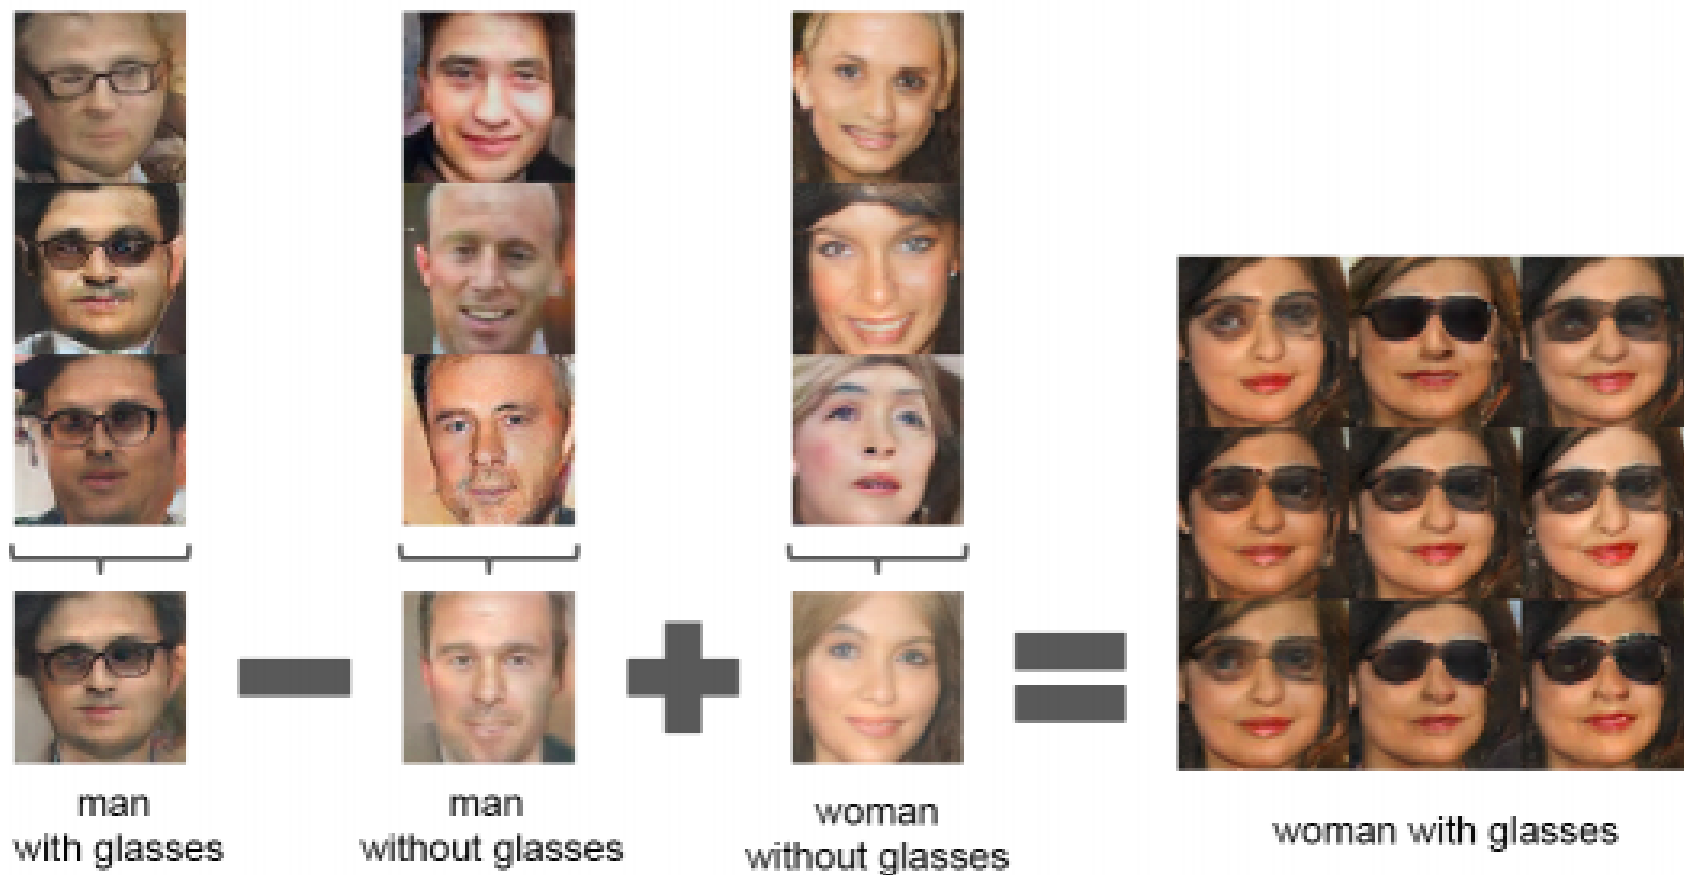 man
with glasses
man
without glasses
woman
without glasses
woman with glasses